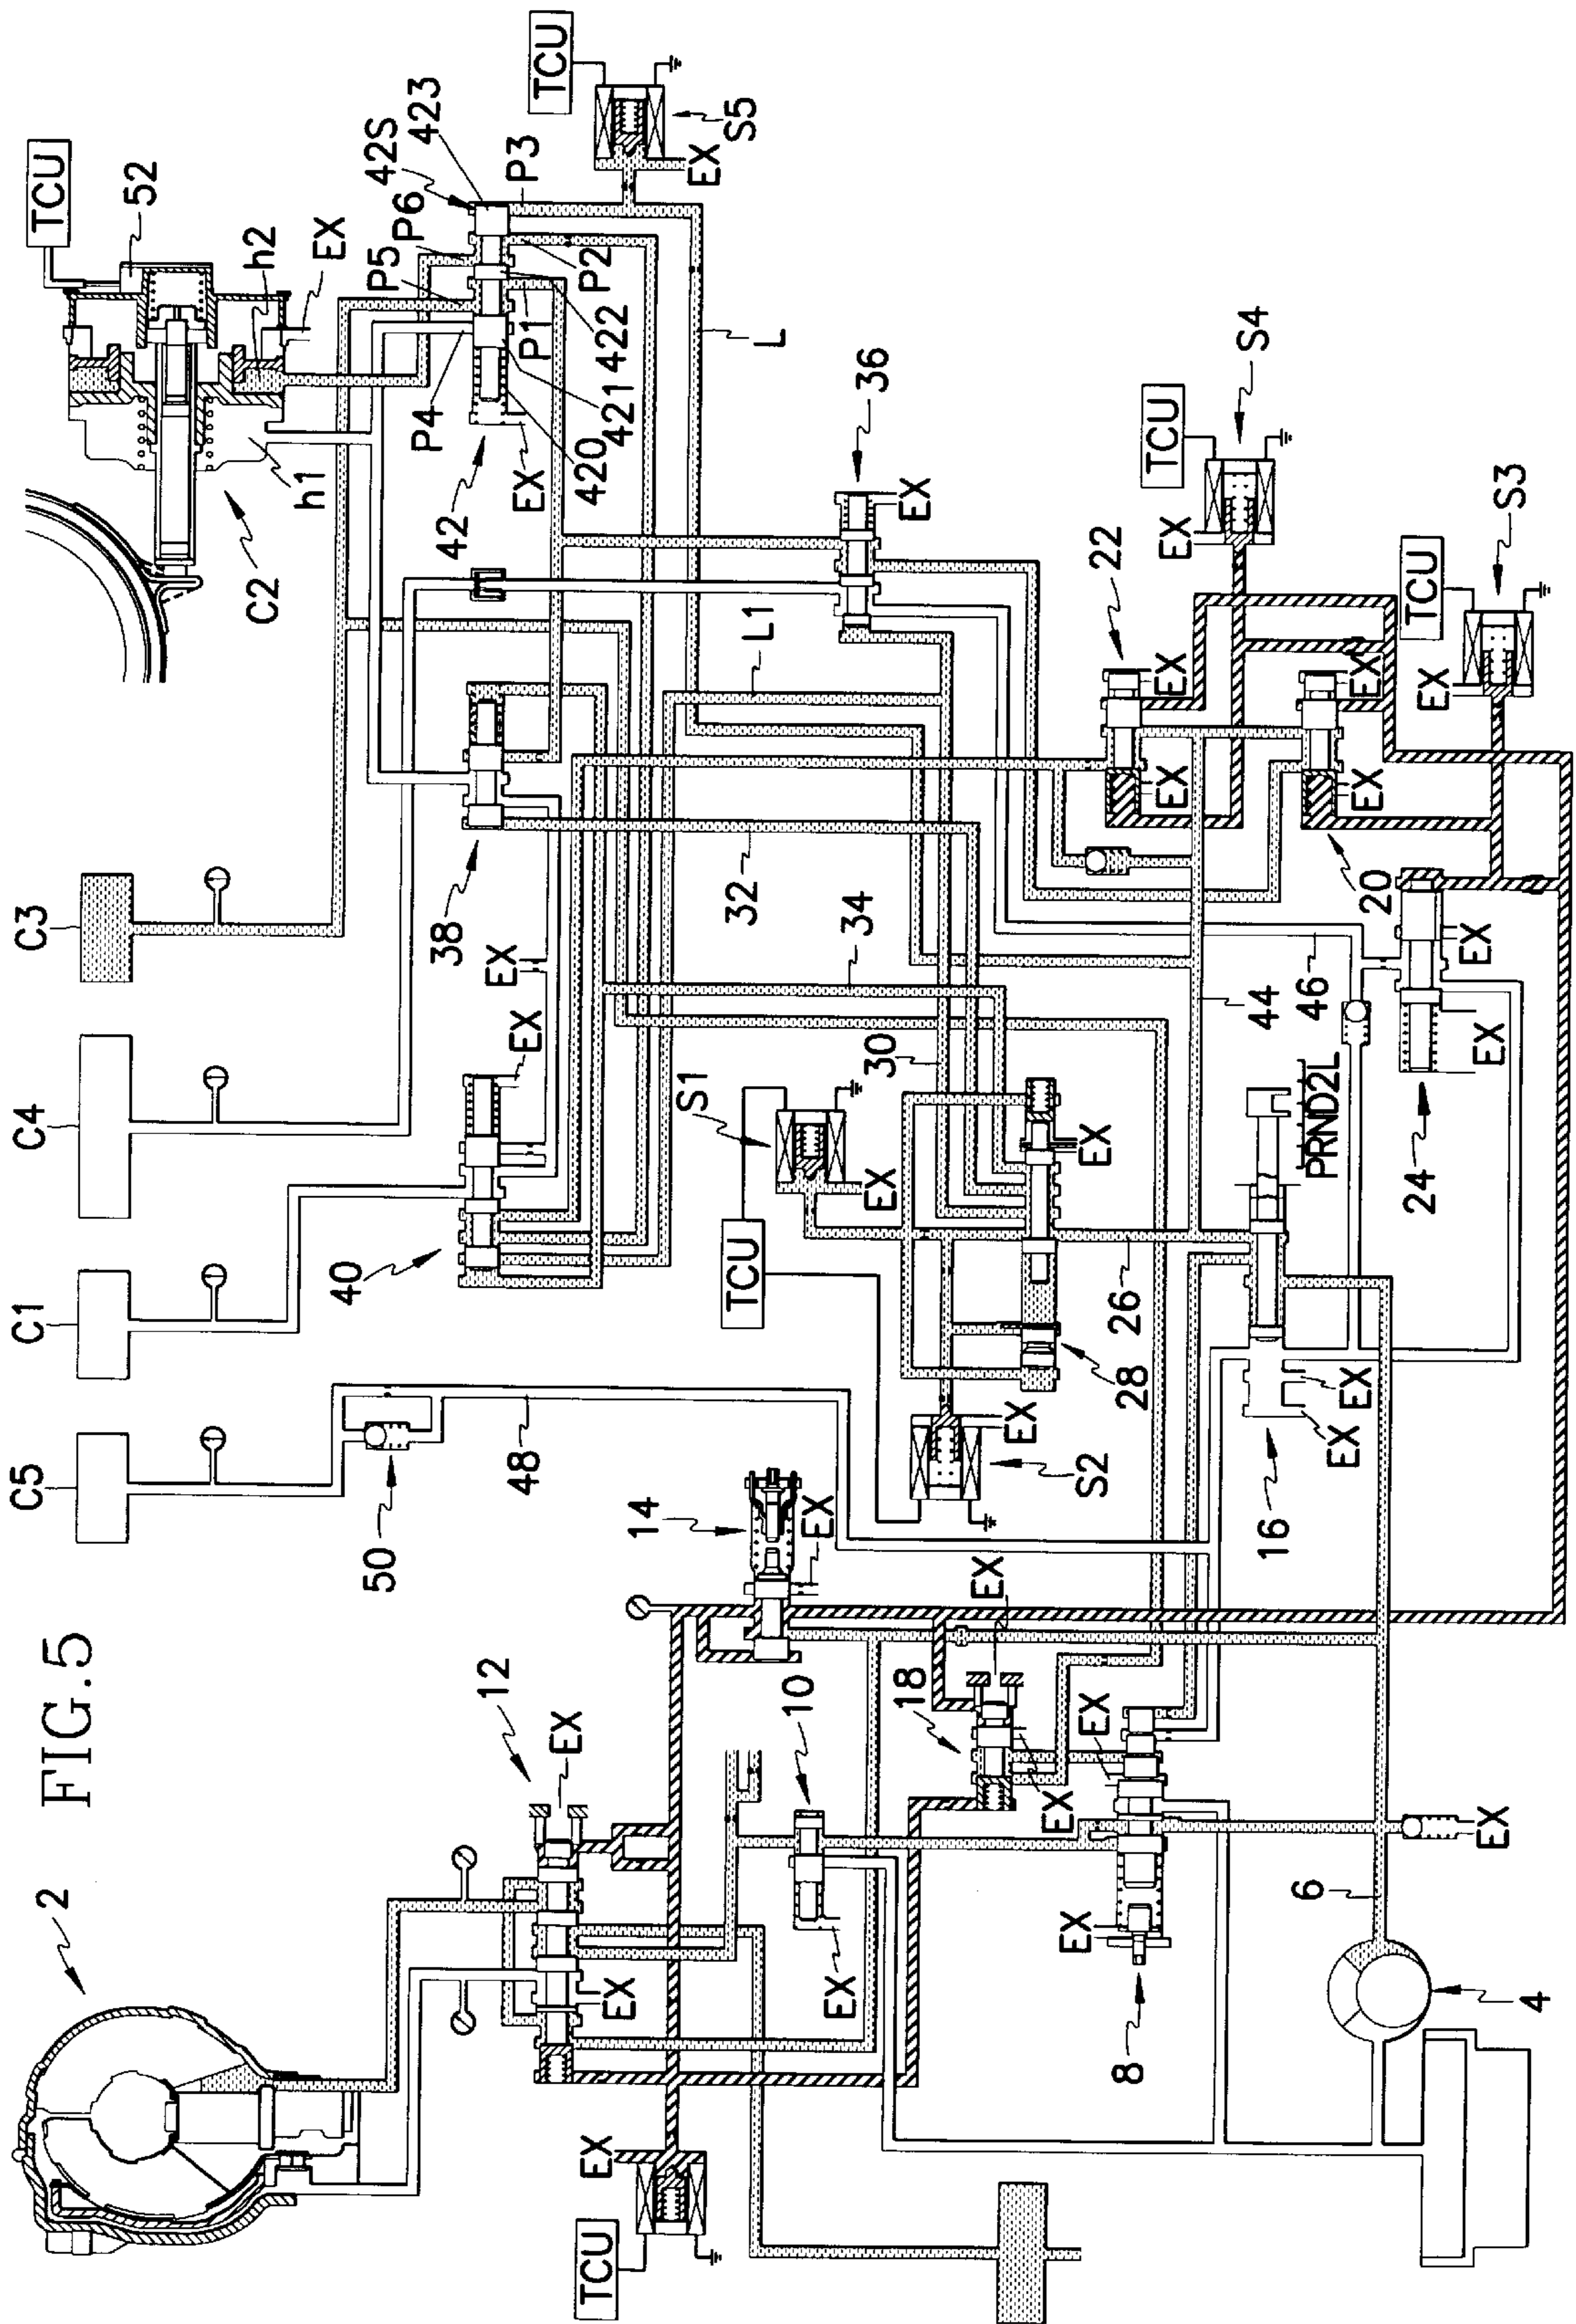 FIG.5
TCU
52
EX
h2
h1
C2
TCU
S5
EX
42S
423
P3
P6
P5
P2
P1
P4
422
421
420
EX
42
L
36
EX
TCU
S4
EX
22
EX
EX
TCU
S3
EX
EX
EX
20
L1
38
32
34
EX
EX
44
46
EX
EX
24
C3
C4
C1
C5
40
30
S1
EX
TCU
EX
26
28
EX
S2
PRND2L
EX
EX
16
50
48
14
EX
EX
12
EX
10
18
EX
EX
EX
EX
EX
EX
8
6
EX
4
2
EX
TCU